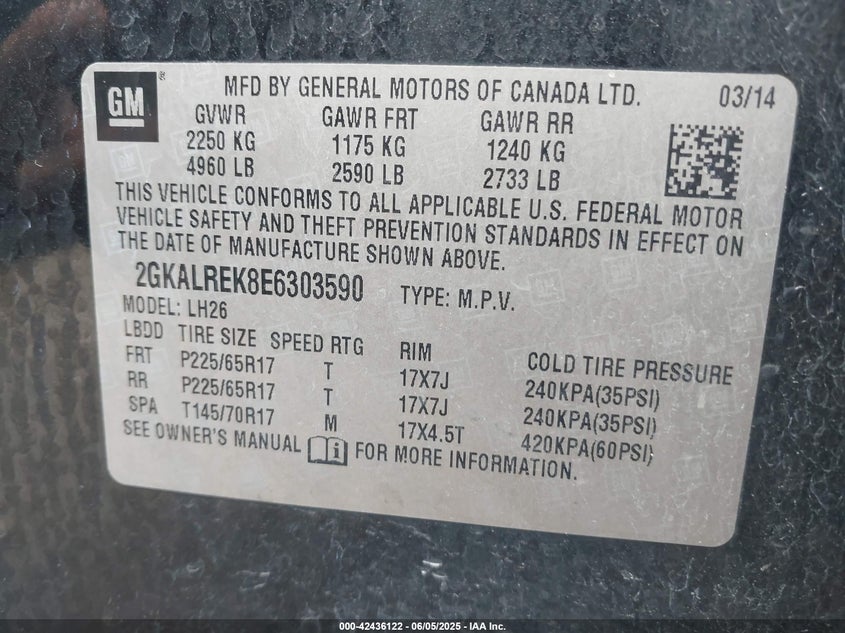 GM
®
MFD BY GENERAL MOTORS OF CANADA LTD. 03/14
GVWR GAWR FRT GAWR RR
2250 KG 1175 KG 1240 KG
4960 LB 2590 LB 2733 LB
THIS VEHICLE CONFORMS TO ALL APPLICABLE U.S. FEDERAL MOTOR
VEHICLE SAFETY AND THEFT PREVENTION STANDARDS IN EFFECT ON
THE DATE OF MANUFACTURE SHOWN ABOVE.
2GKALREK8E6303590 TYPE: M.P.V.
MODEL: LH26
LBDD TIRE SIZE SPEED RTG RIM COLD TIRE PRESSURE
FRT P225/65R17 T 17X7J 240KPA(35PSI)
RR P225/65R17 T 17X7J 240KPA(35PSI)
SPA T145/70R17 M 17X4.5T 420KPA(60PSI)
SEE OWNER'S MANUAL i FOR MORE INFORMATION.
000-42436122 - 06/05/2025 - IAA Inc.